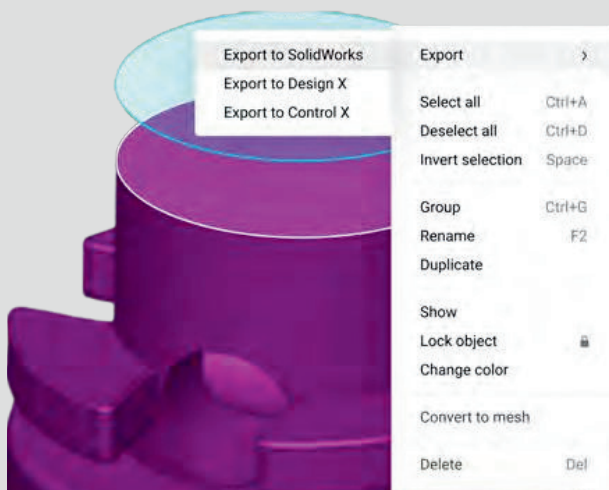 Export to SolidWorks
Export to Design X
Export to Control X
Export >
Select all Ctrl+A
Deselect all Ctrl+D
Invert selection Space
Group Ctrl+G
Rename F2
Duplicate
Show
Lock object
Change color
Convert to mesh
Delete Del